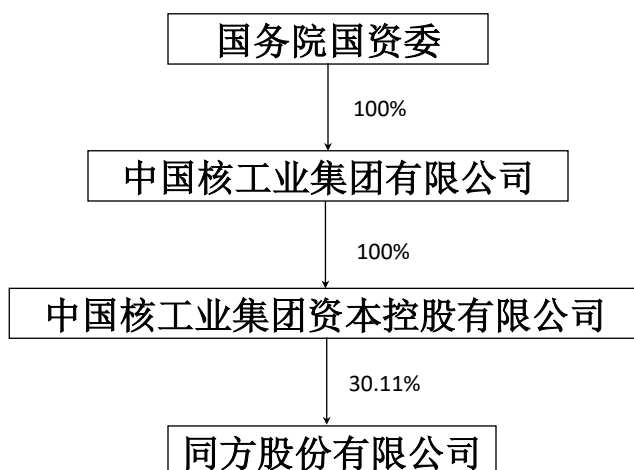 国务院国资委
100%
中国核工业集团有限公司
100%
中国核工业集团资本控股有限公司
30.11%
同方股份有限公司